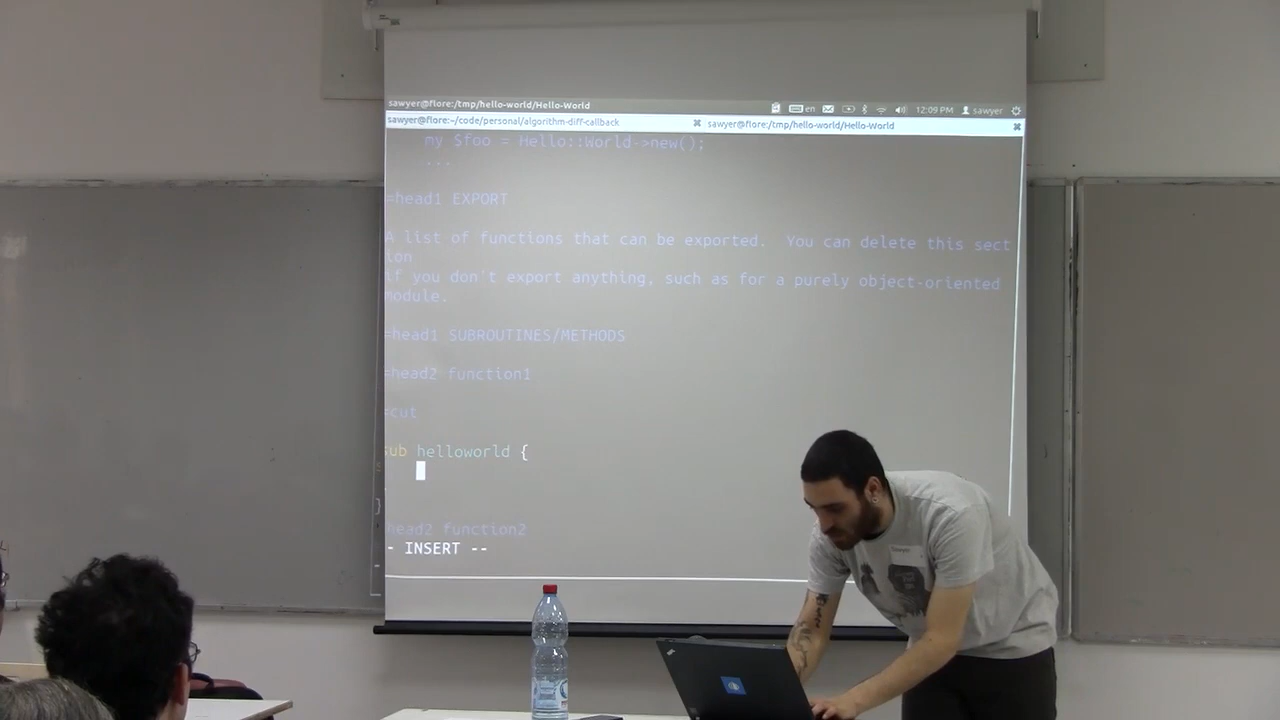 sawyer@flore:/tmp/hello-world/Hello-World
en 12:09 PM sawyer
sawyer@flore:~/code/personal/algorithm-diff-callback
sawyer@flore:/tmp/hello-world/Hello-World
my $foo = Hello::World->new();
...
=head1 EXPORT
A list of functions that can be exported.  You can delete this sect
ion
if you don't export anything, such as for a purely object-oriented
module.
=head1 SUBROUTINES/METHODS
=head2 function1
=cut
sub helloworld {
head2 function2
- INSERT --
Sawyer